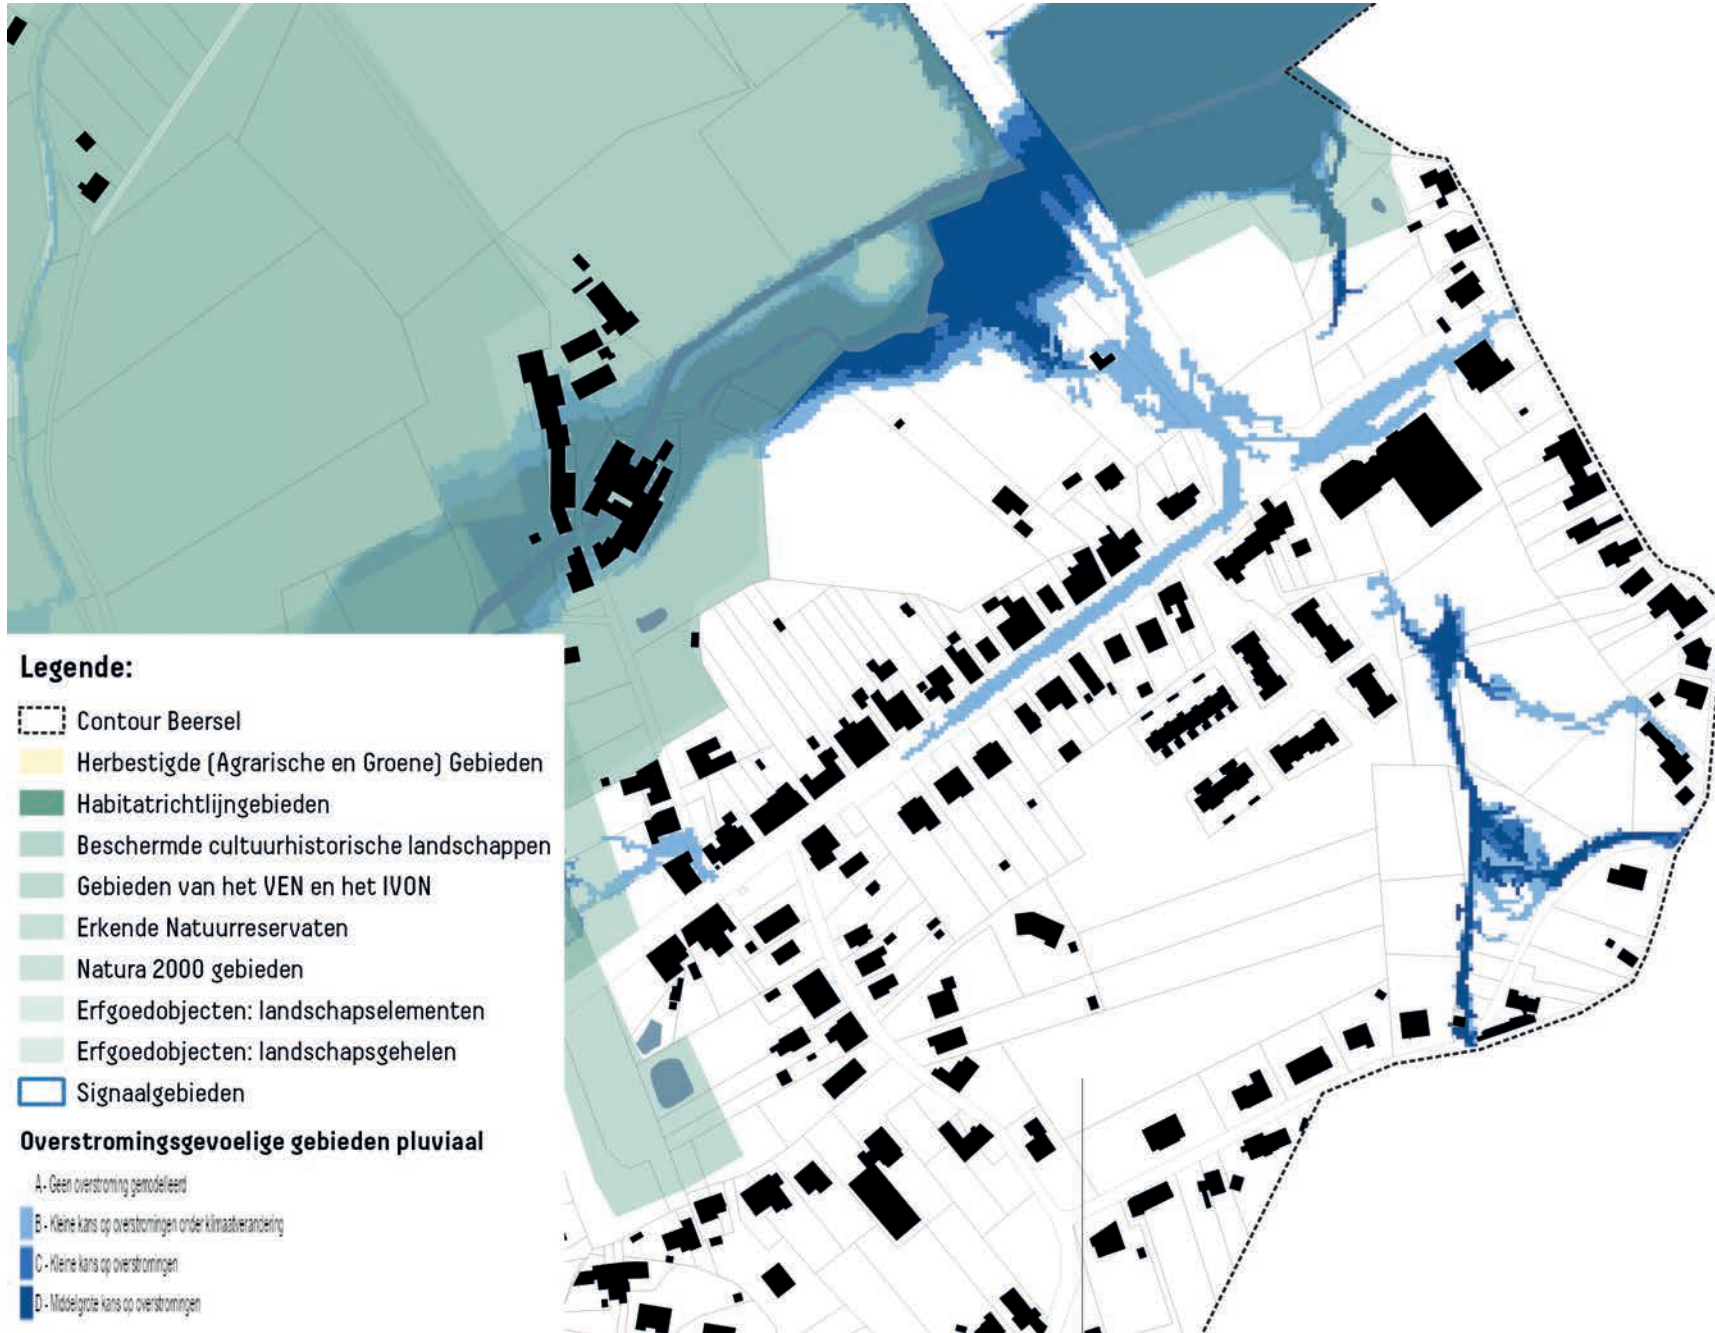 Legende:
Contour Beersel
Herbestigde (Agrarische en Groene) Gebieden
Habitatrichtlijngebieden
Beschermde cultuurhistorische landschappen
Gebieden van het VEN en het IVON
Erkende Natuurreservaten
Natura 2000 gebieden
Erfgoedobjecten: landschapselementen
Erfgoedobjecten: landschapsgehelen
Signaalgebieden
Overstromingsgevoelige gebieden pluviaal
A - Geen overstroming gemodelleerd
B - Kleine kans op overstromingen onder klimaatverandering
C - Kleine kans op overstromingen
D - Middelgrote kans op overstromingen